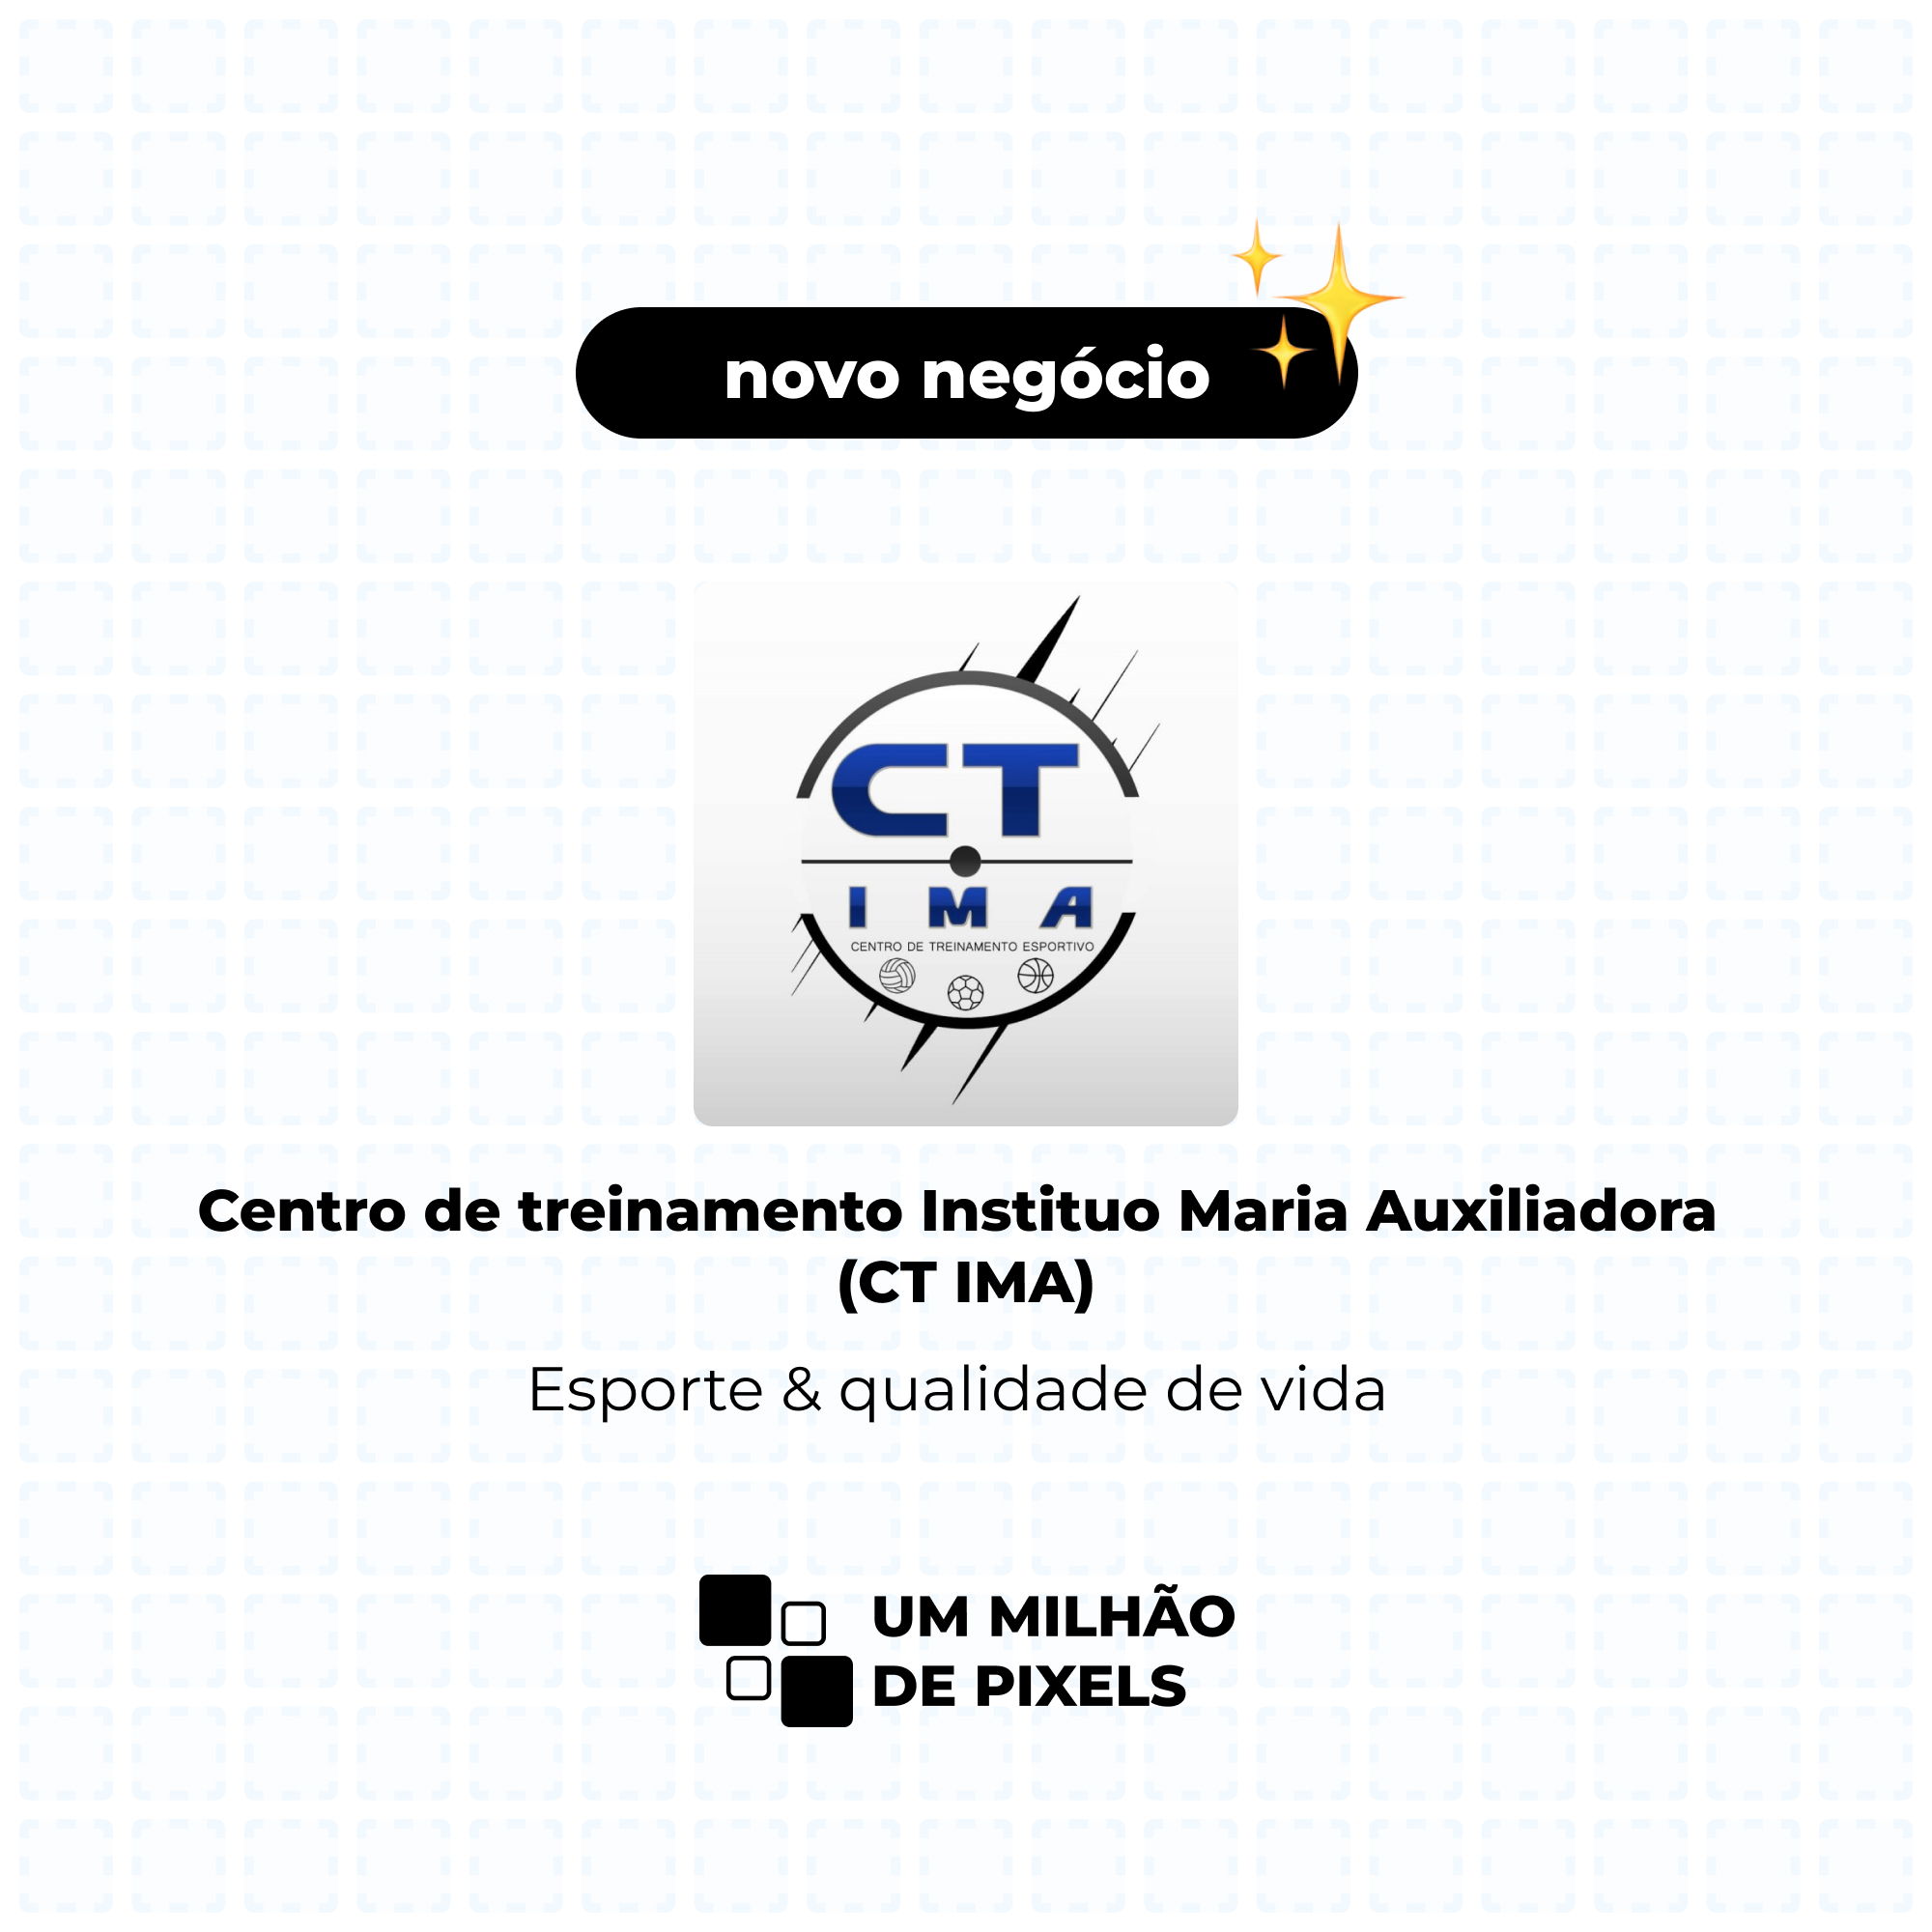 novo negócio
CT
IMA
CENTRO DE TREINAMENTO ESPORTIVO
Centro de treinamento Instituo Maria Auxiliadora
(CT IMA)
Esporte & qualidade de vida
UM MILHÃO
DE PIXELS